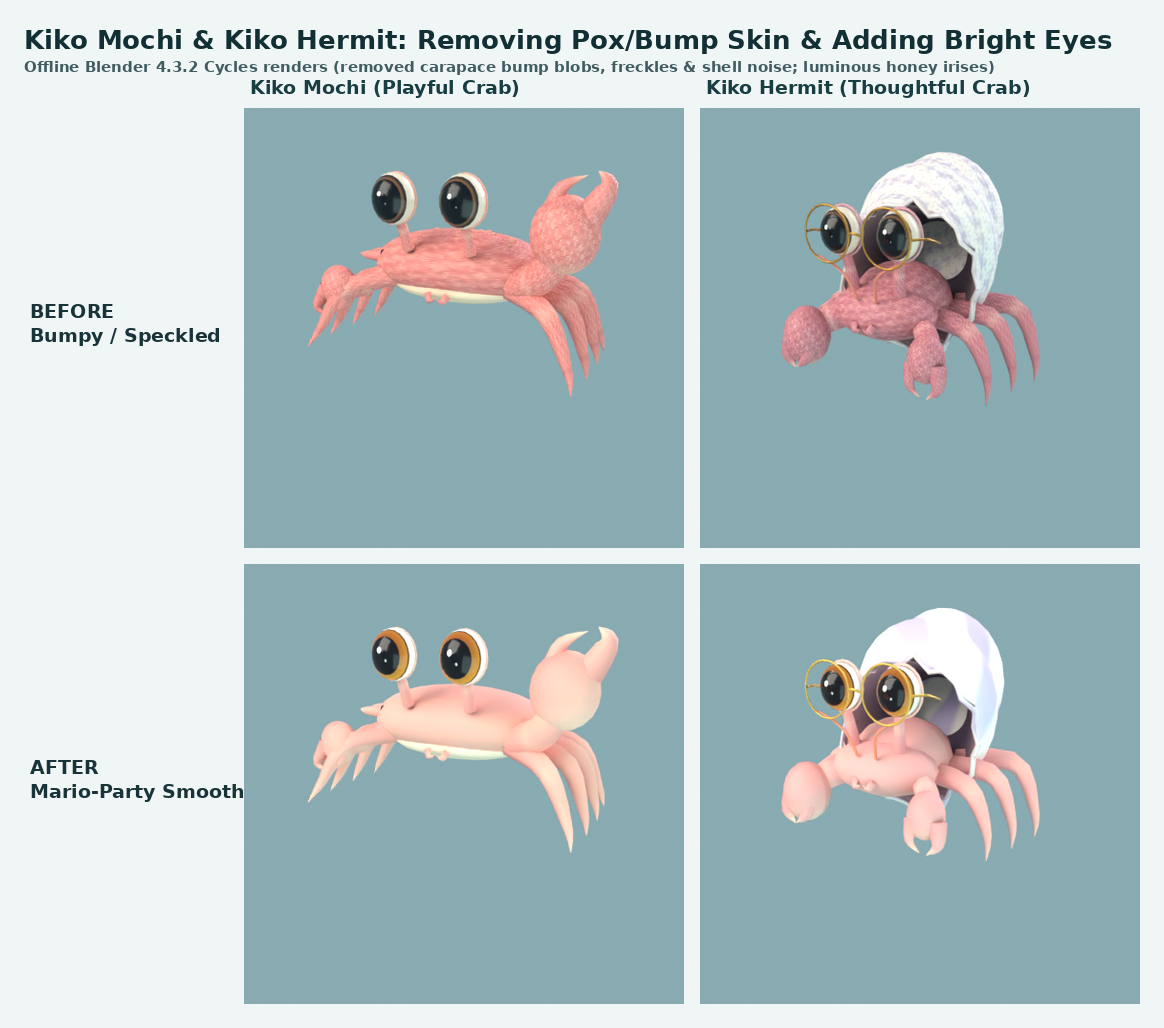 Kiko Mochi & Kiko Hermit: Removing Pox/Bump Skin & Adding Bright Eyes
Offline Blender 4.3.2 Cycles renders (removed carapace bump blobs, freckles & shell noise; luminous honey irises)
Kiko Mochi (Playful Crab)
Kiko Hermit (Thoughtful Crab)
BEFORE
Bumpy / Speckled
AFTER
Mario-Party Smooth